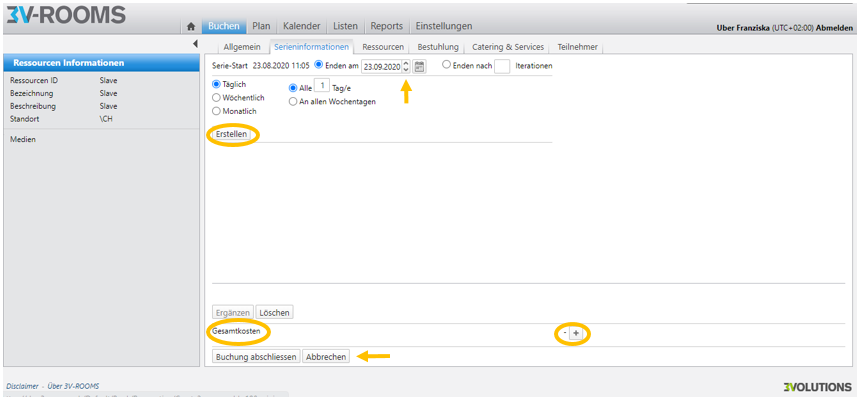 3V-ROOMS
Buchen Plan Kalender Listen Reports Einstellungen
Uber Franziska (UTC+02:00) Abmelden
Allgemein Serieninformationen Ressourcen Bestuhlung Catering & Services Teilnehmer
Ressourcen Informationen
Ressourcen ID Slave
Bezeichnung Slave
Beschreibung Slave
Standort \CH
Medien
Serie-Start 23.08.2020 11:05 Enden am 23.09.2020 Enden nach Iterationen
Täglich Alle 1 Tag/e
Wöchentlich An allen Wochentagen
Monatlich
Erstellen
Ergänzen Löschen
Gesamtkosten - +
Buchung abschliessen Abbrechen
Disclaimer - Über 3V-ROOMS
3VOLUTIONS